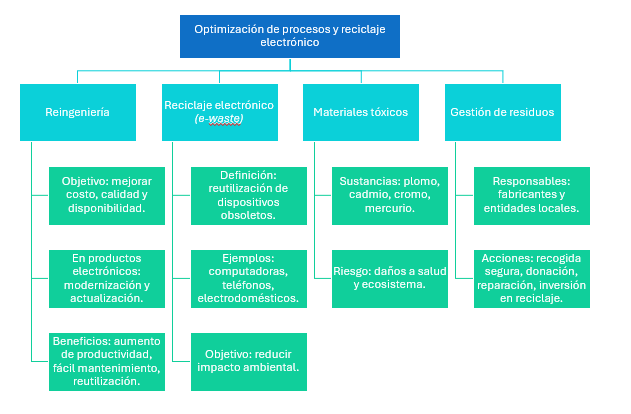 Optimización de procesos y reciclaje
electrónico
Reingeniería
Reciclaje electrónico
(e-waste)
Materiales tóxicos
Gestión de residuos
Objetivo: mejorar
costo, calidad y
disponibilidad.
Definición:
reutilización de
dispositivos
obsoletos.
Sustancias: plomo,
cadmio, cromo,
mercurio.
Responsables:
fabricantes y
entidades locales.
En productos
electrónicos:
modernización y
actualización.
Ejemplos:
computadoras,
teléfonos,
electrodomésticos.
Riesgo: daños a salud
y ecosistema.
Acciones: recogida
segura, donación,
reparación, inversión
en reciclaje.
Beneficios: aumento
de productividad,
fácil mantenimiento,
reutilización.
Objetivo: reducir
impacto ambiental.